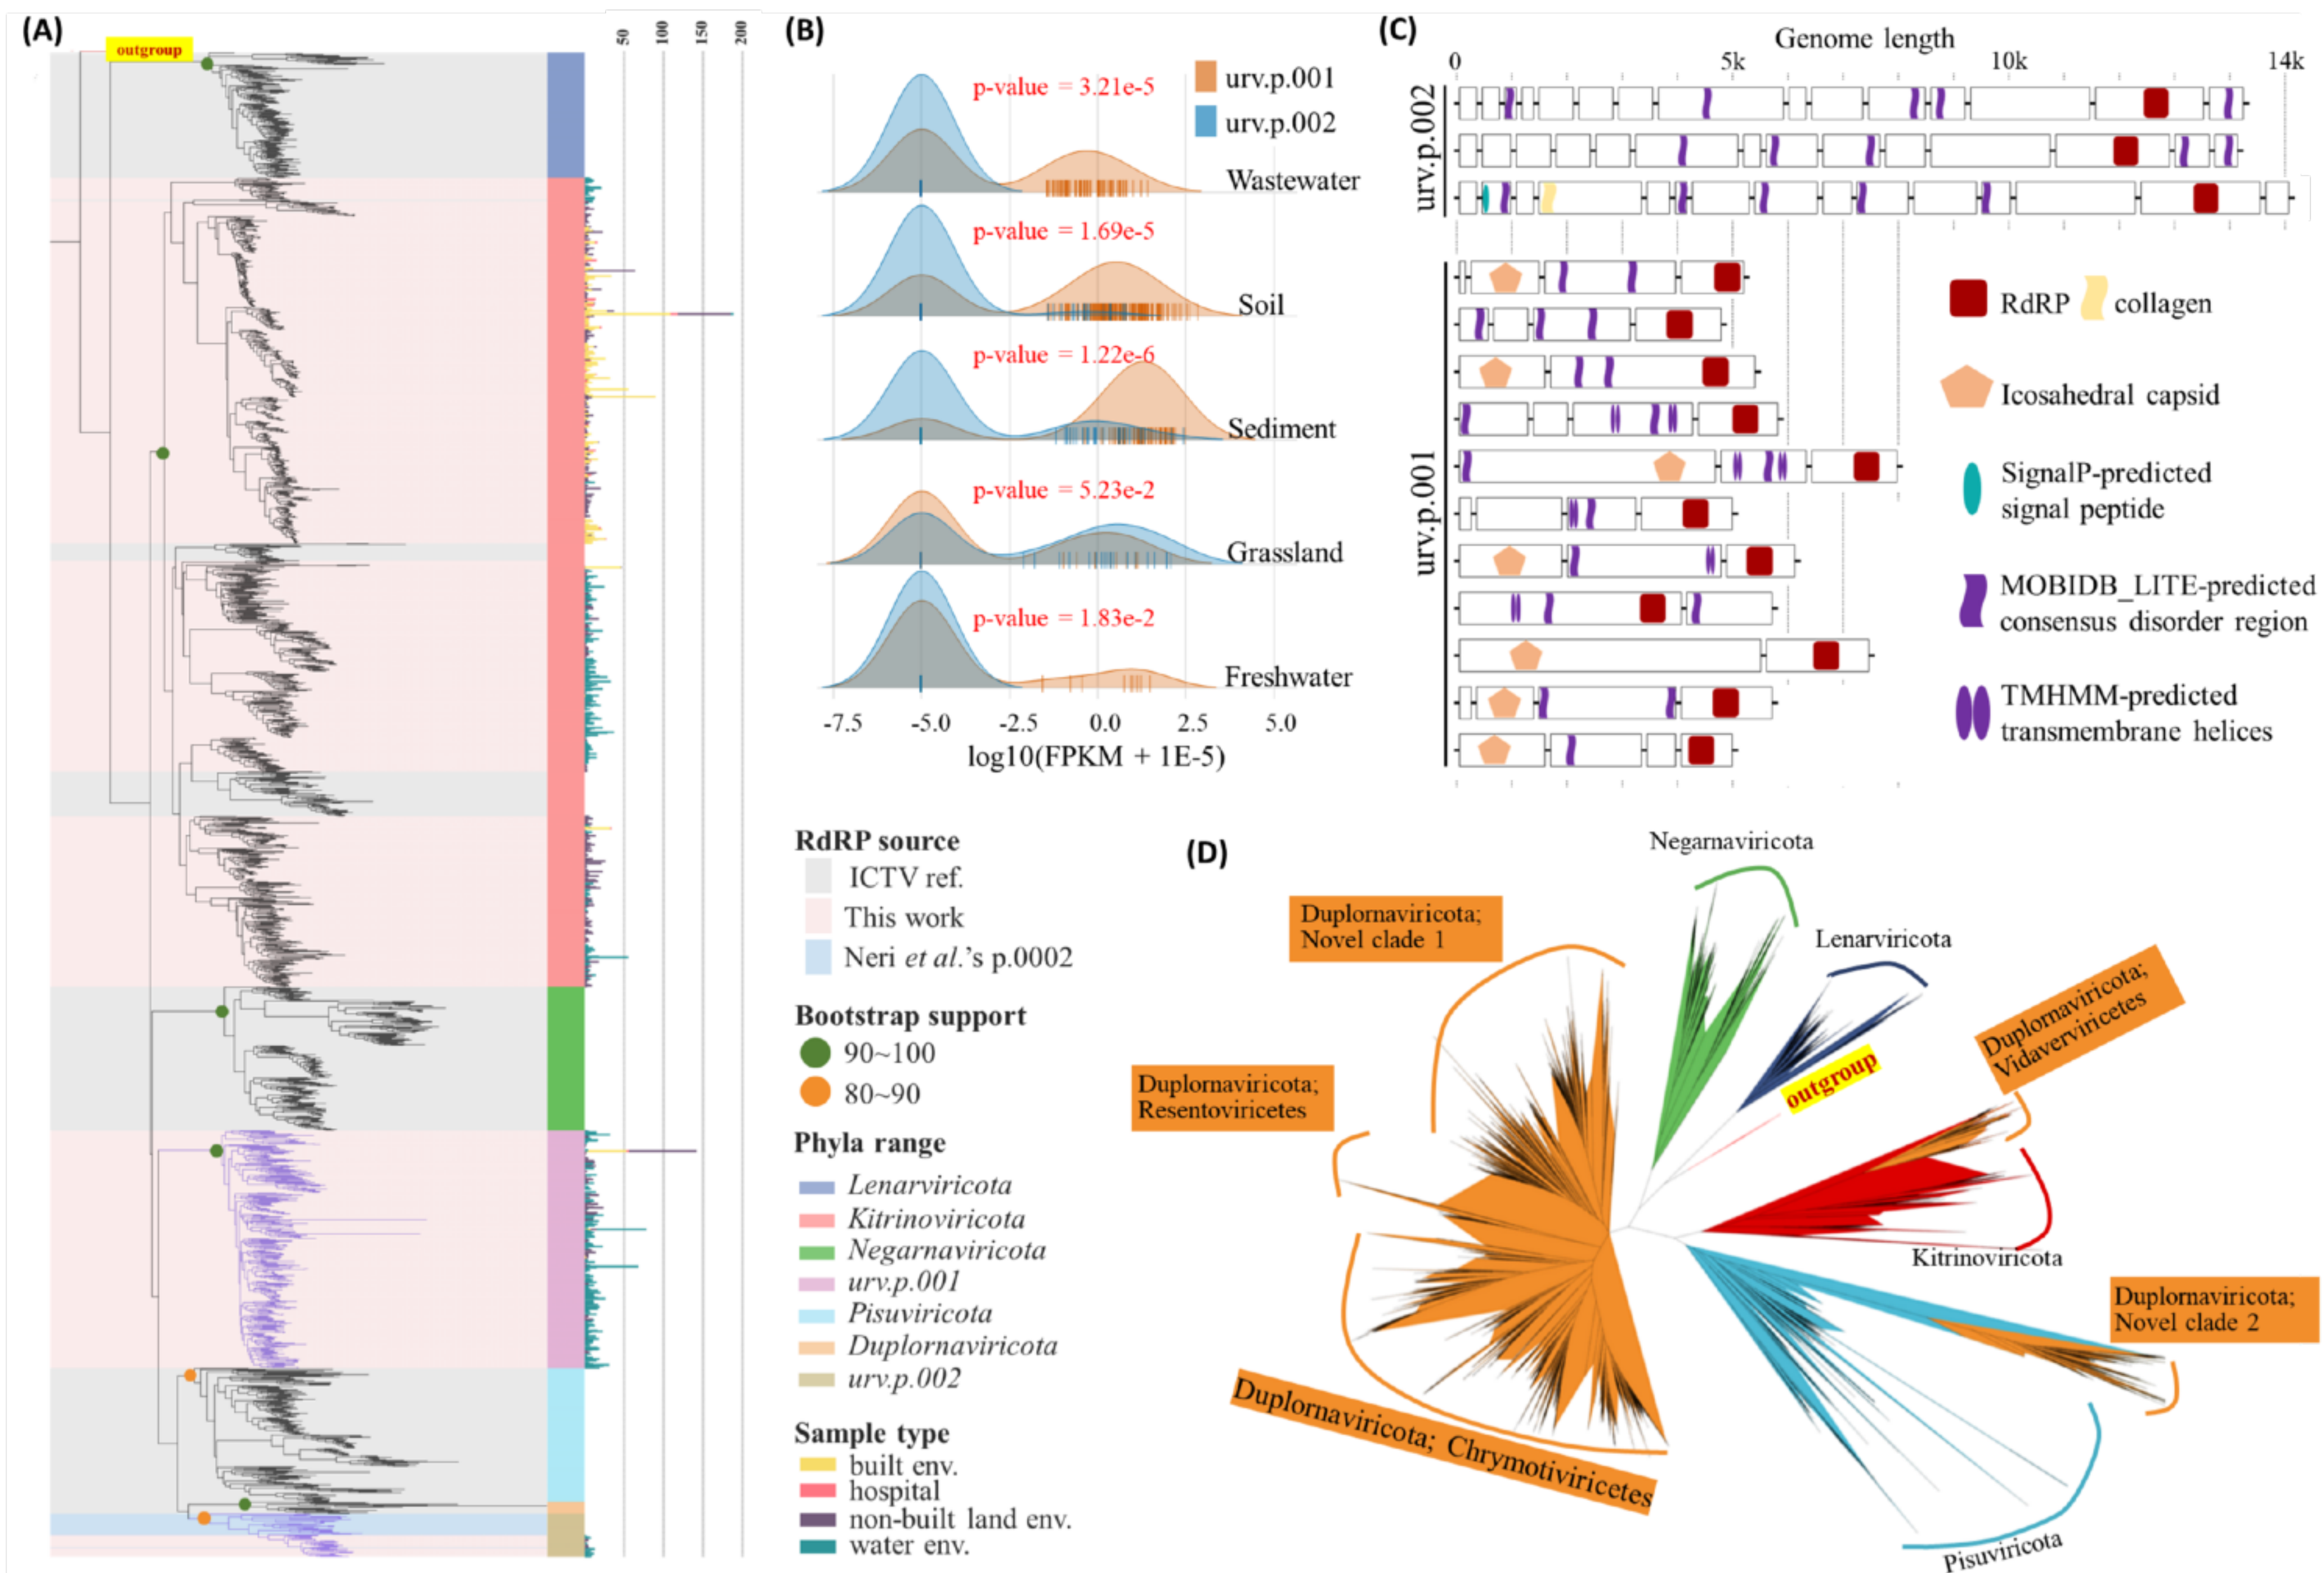 (A)
outgroup
50
100
150
200
(B)
p-value = 3.21e-5
urv.p.001
urv.p.002
Wastewater
p-value = 1.69e-5
Soil
p-value = 1.22e-6
Sediment
p-value = 5.23e-2
Grassland
p-value = 1.83e-2
Freshwater
-7.5 -5.0 -2.5 0.0 2.5 5.0
log10(FPKM + 1E-5)
(C)
Genome length
0 5k 10k 14k
urv.p.002
urv.p.001
RdRP
collagen
Icosahedral capsid
SignalP-predicted
signal peptide
MOBIDB_LITE-predicted
consensus disorder region
TMHMM-predicted
transmembrane helices
RdRP source
ICTV ref.
This work
Neri et al.'s p.0002
Bootstrap support
90~100
80~90
Phyla range
Lenarviricota
Kitrinoviricota
Negarnaviricota
urv.p.001
Pisuviricota
Duplornaviricota
urv.p.002
Sample type
built env.
hospital
non-built land env.
water env.
(D)
Negarnaviricota
Duplornaviricota;
Novel clade 1
Lenarviricota
Duplornaviricota;
Vidaverviricetes
outgroup
Duplornaviricota;
Resentoviricetes
Kitrinoviricota
Duplornaviricota;
Novel clade 2
Duplornaviricota; Chrymotiviricetes
Pisuviricota